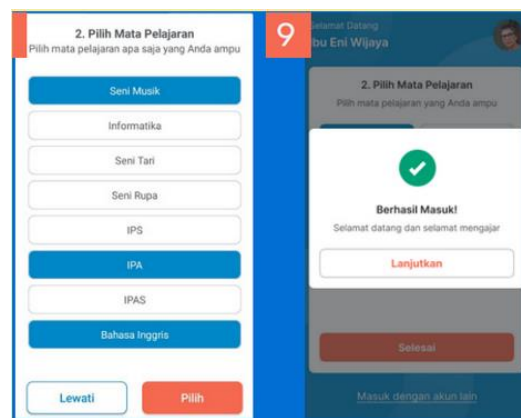 2. Pilih Mata Pelajaran
Pilih mata pelajaran apa saja yang Anda ampu
Seni Musik
Informatika
Seni Tari
Seni Rupa
IPS
IPA
IPAS
Bahasa Inggris
Lewati
Pilih
9
Selamat Datang
Ibu Eni Wijaya
2. Pilih Mata Pelajaran
Pilih mata pelajaran yang Anda ampu
Berhasil Masuk!
Selamat datang dan selamat mengajar
Lanjutkan
Selesai
Masuk dengan akun lain